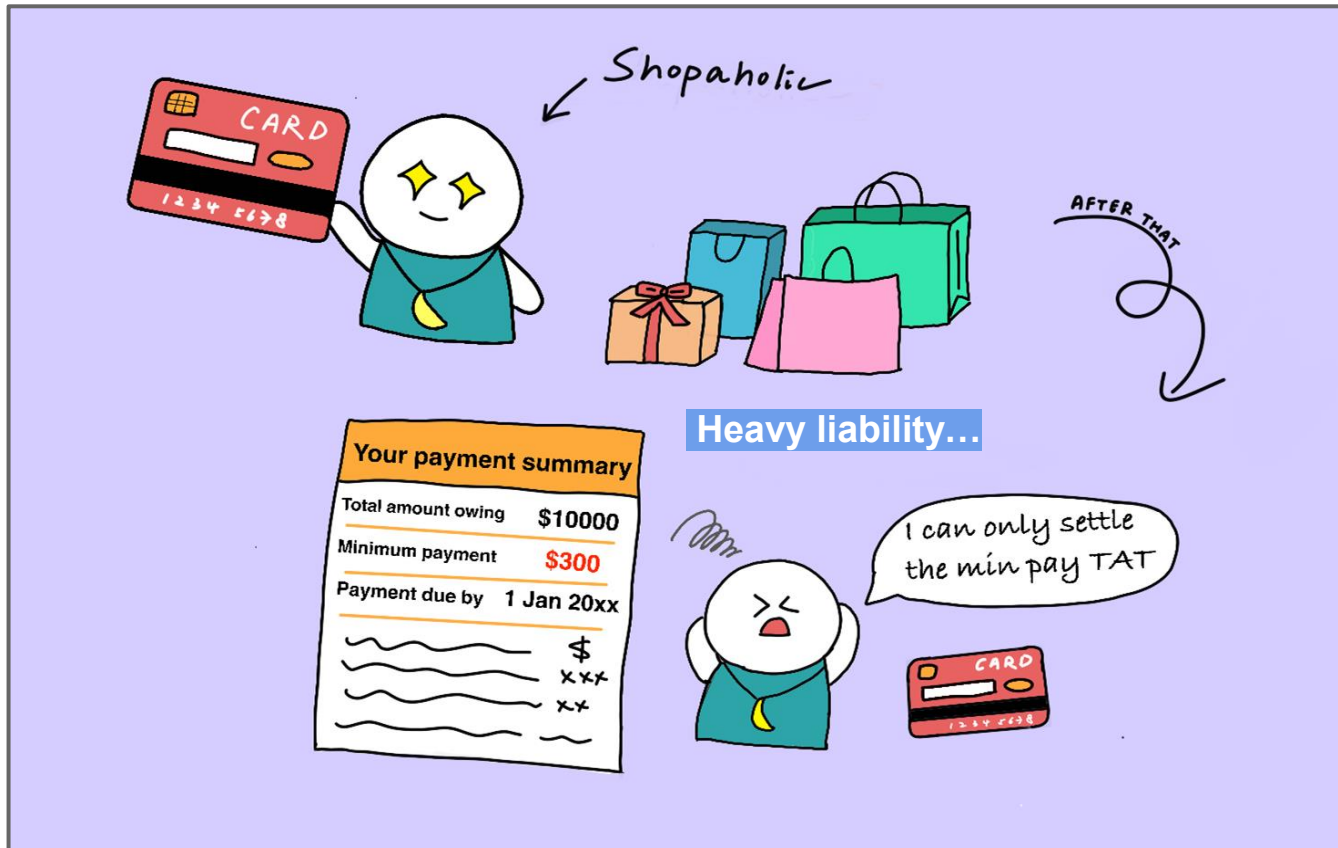 Shopaholic
CARD
1234 5678
AFTER THAT
Heavy liability...
Your payment summary
Total amount owing $10000
Minimum payment $300
Payment due by 1 Jan 20xx
$
xxx
xx
I can only settle
the min pay TAT
CARD
1234 5678